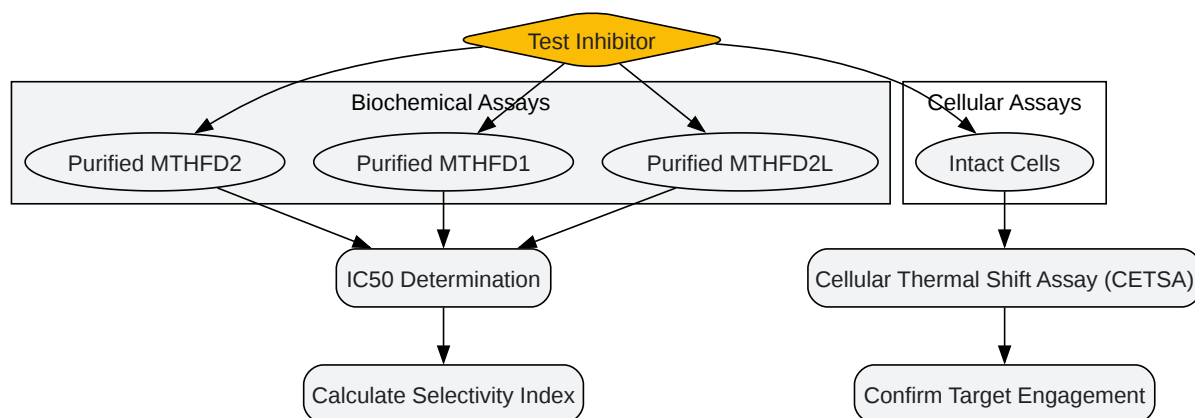 Test Inhibitor
Biochemical Assays
Cellular Assays
Purified MTHFD2
Purified MTHFD1
Purified MTHFD2L
Intact Cells
IC50 Determination
Cellular Thermal Shift Assay (CETSA)
Calculate Selectivity Index
Confirm Target Engagement